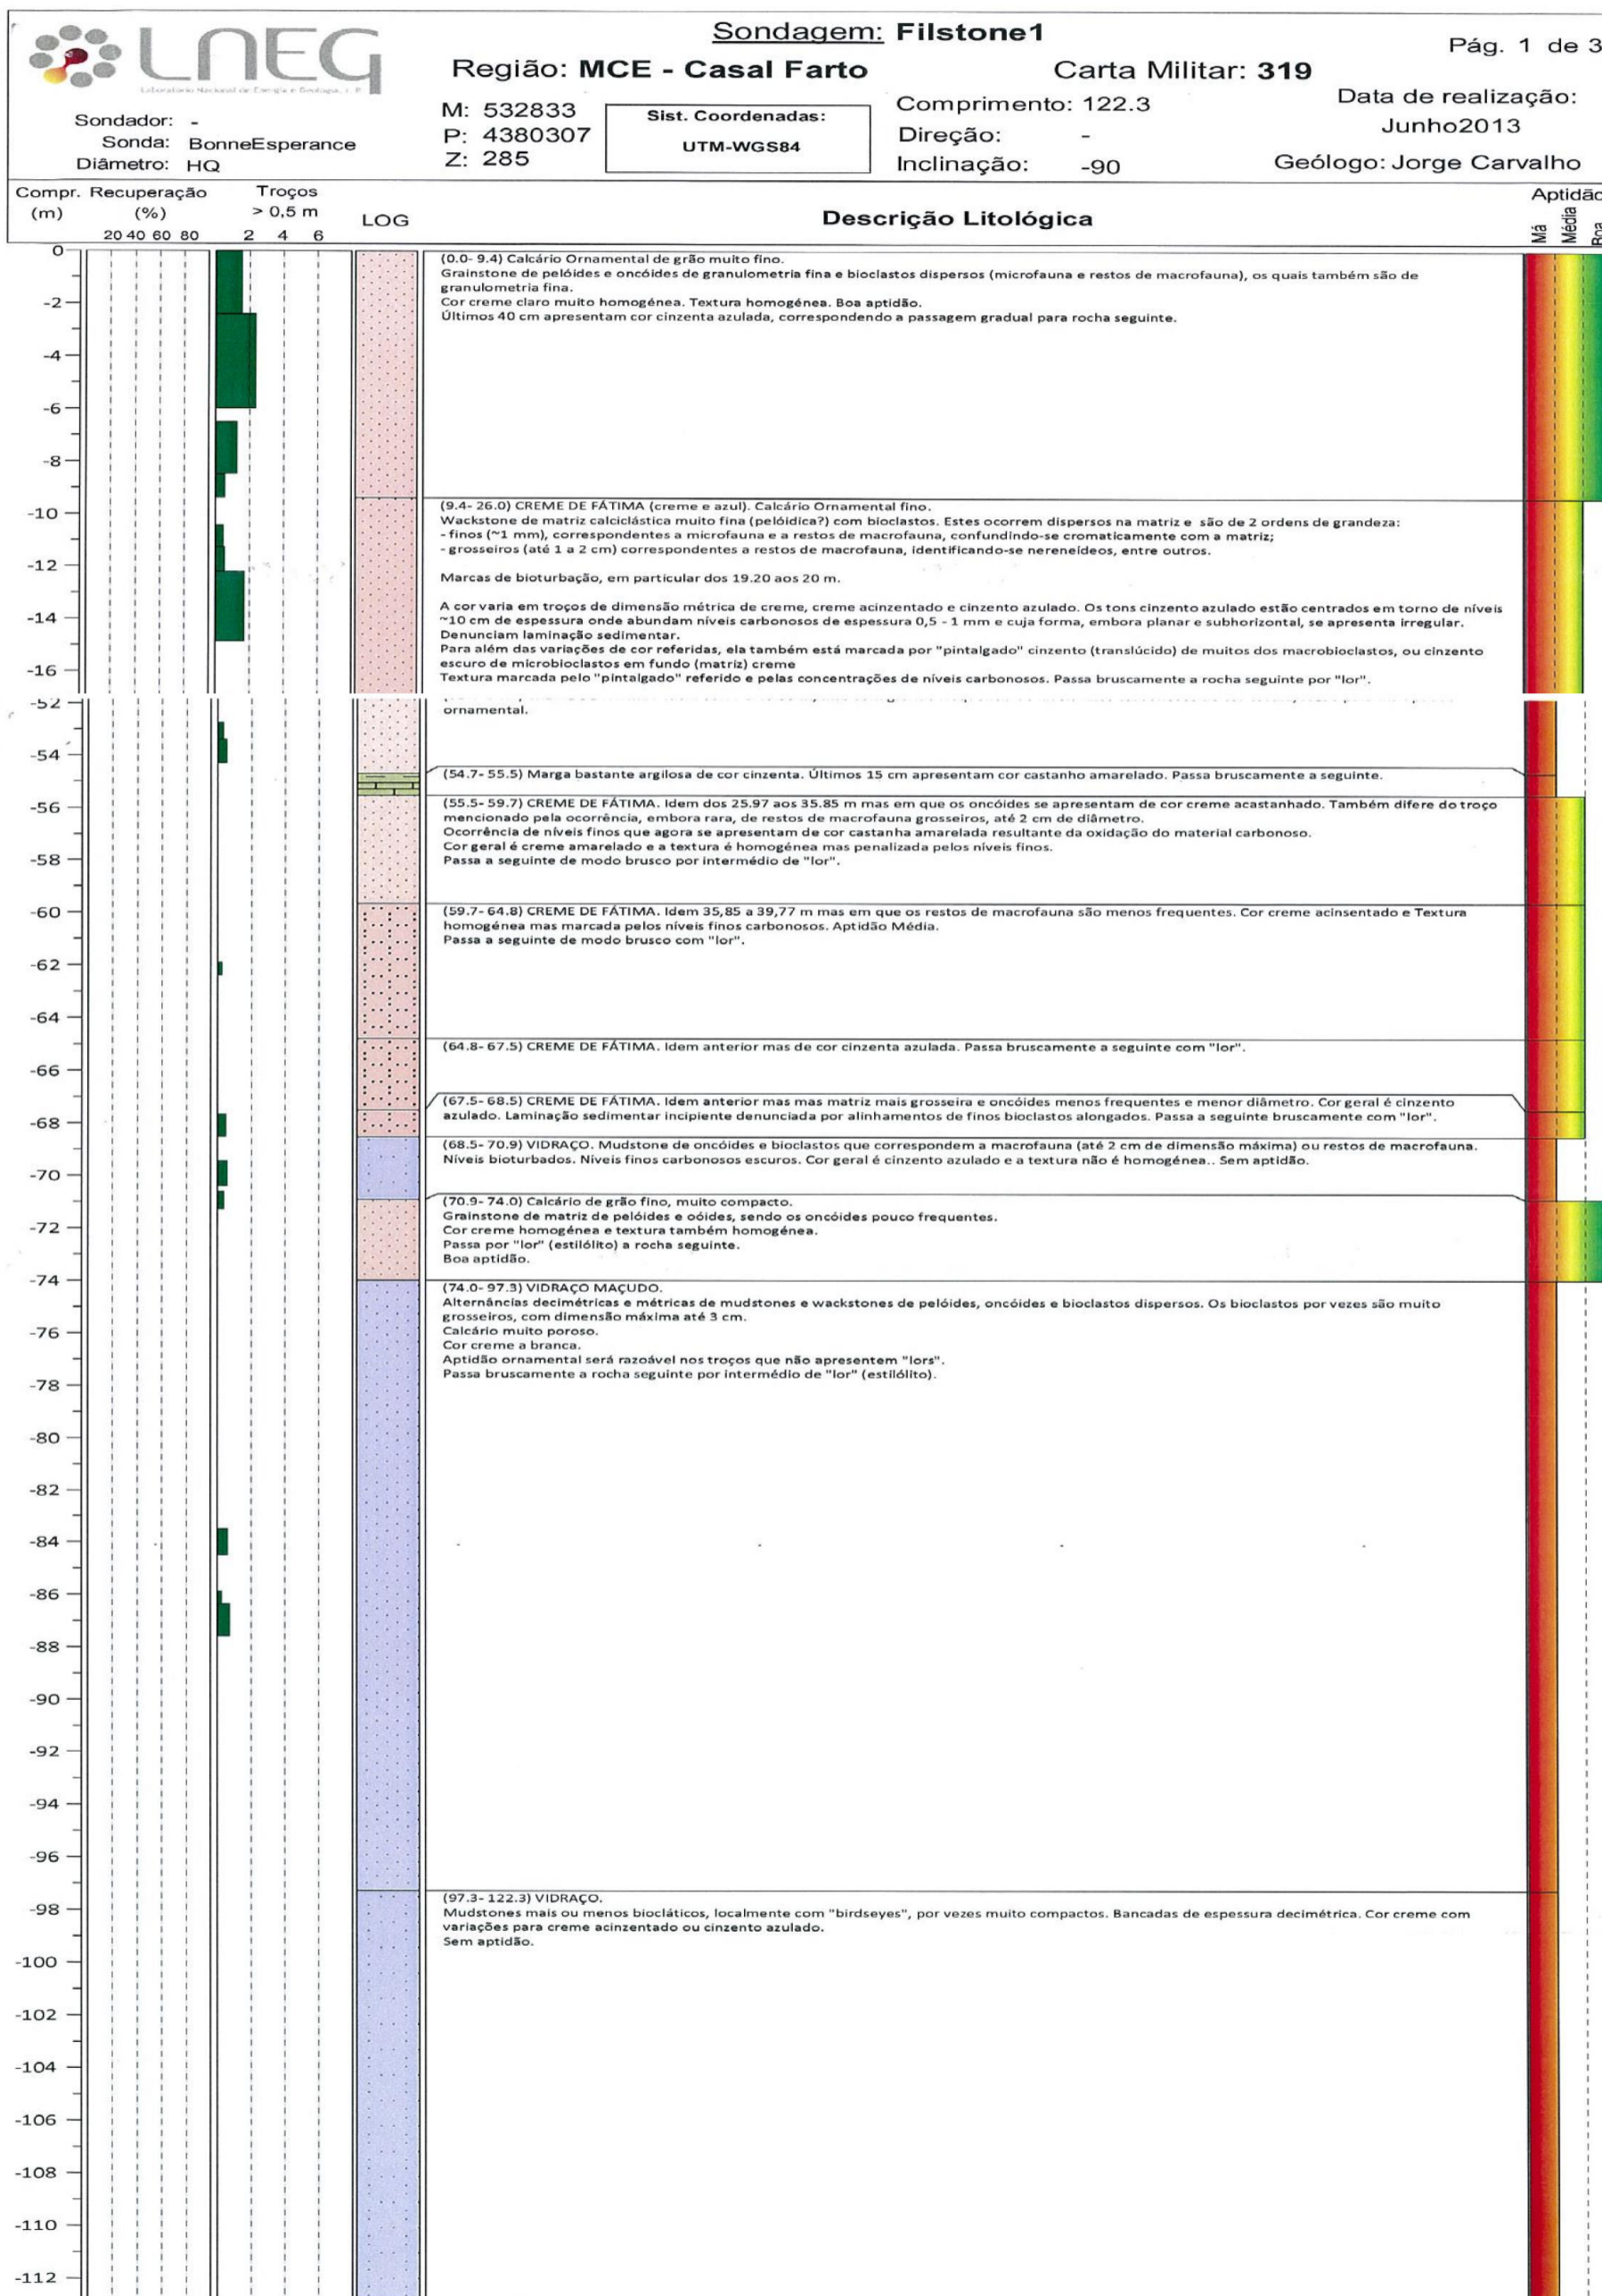 LNEG
Laboratório Nacional de Energia e Geologia, I. P.
Sondagem: Filstone1
Pág. 1 de 3
Região: MCE - Casal Farto
Carta Militar: 319
Sondador: -
Sonda: BonneEsperance
Diâmetro: HQ
M: 532833
P: 4380307
Z: 285
Sist. Coordenadas:
UTM-WGS84
Comprimento: 122.3
Direção: -
Inclinação: -90
Data de realização:
Junho2013
Geólogo: Jorge Carvalho
Compr.
(m)
Recuperação
(%)
20 40 60 80
Troços
> 0,5 m
2 4 6
LOG
Descrição Litológica
Aptidão
Má
Média
Boa
0
-2
-4
-6
-8
-10
-12
-14
-16
(0.0- 9.4) Calcário Ornamental de grão muito fino.
Grainstone de pelóides e oncóides de granulometria fina e bioclastos dispersos (microfauna e restos de macrofauna), os quais também são de
granulometria fina.
Cor creme claro muito homogénea. Textura homogénea. Boa aptidão.
Últimos 40 cm apresentam cor cinzenta azulada, correspondendo a passagem gradual para rocha seguinte.
(9.4- 26.0) CREME DE FÁTIMA (creme e azul). Calcário Ornamental fino.
Wackstone de matriz calciclástica muito fina (pelóidica?) com bioclastos. Estes ocorrem dispersos na matriz e são de 2 ordens de grandeza:
- finos (~1 mm), correspondentes a microfauna e a restos de macrofauna, confundindo-se cromaticamente com a matriz;
- grosseiros (até 1 a 2 cm) correspondentes a restos de macrofauna, identificando-se nereneídeos, entre outros.
Marcas de bioturbação, em particular dos 19.20 aos 20 m.
A cor varia em troços de dimensão métrica de creme, creme acinzentado e cinzento azulado. Os tons cinzento azulado estão centrados em torno de níveis
~10 cm de espessura onde abundam níveis carbonosos de espessura 0,5 - 1 mm e cuja forma, embora planar e subhorizontal, se apresenta irregular.
Denunciam laminação sedimentar.
Para além das variações de cor referidas, ela também está marcada por "pintalgado" cinzento (translúcido) de muitos dos macrobioclastos, ou cinzento
escuro de microbioclastos em fundo (matriz) creme
Textura marcada pelo "pintalgado" referido e pelas concentrações de níveis carbonosos. Passa bruscamente a rocha seguinte por "lor".
-52
-54
-56
-58
-60
-62
-64
-66
-68
-70
-72
-74
-76
-78
-80
-82
-84
-86
-88
-90
-92
-94
-96
-98
-100
-102
-104
-106
-108
-110
-112
ornamental.
(54.7- 55.5) Marga bastante argilosa de cor cinzenta. Últimos 15 cm apresentam cor castanho amarelado. Passa bruscamente a seguinte.
(55.5- 59.7) CREME DE FÁTIMA. Idem dos 25.97 aos 35.85 m mas em que os oncóides se apresentam de cor creme acastanhado. Também difere do troço
mencionado pela ocorrência, embora rara, de restos de macrofauna grosseiros, até 2 cm de diâmetro.
Ocorrência de níveis finos que agora se apresentam de cor castanha amarelada resultante da oxidação do material carbonoso.
Cor geral é creme amarelado e a textura é homogénea mas penalizada pelos níveis finos.
Passa a seguinte de modo brusco por intermédio de "lor".
(59.7- 64.8) CREME DE FÁTIMA. Idem 35,85 a 39,77 m mas em que os restos de macrofauna são menos frequentes. Cor creme acinsentado e Textura
homogénea mas marcada pelos níveis finos carbonosos. Aptidão Média.
Passa a seguinte de modo brusco com "lor".
(64.8- 67.5) CREME DE FÁTIMA. Idem anterior mas de cor cinzenta azulada. Passa bruscamente a seguinte com "lor".
(67.5- 68.5) CREME DE FÁTIMA. Idem anterior mas mas matriz mais grosseira e oncóides menos frequentes e menor diâmetro. Cor geral é cinzento
azulado. Laminação sedimentar incipiente denunciada por alinhamentos de finos bioclastos alongados. Passa a seguinte bruscamente com "lor".
(68.5- 70.9) VIDRAÇO. Mudstone de oncóides e bioclastos que correspondem a macrofauna (até 2 cm de dimensão máxima) ou restos de macrofauna.
Níveis bioturbados. Níveis finos carbonosos escuros. Cor geral é cinzento azulado e a textura não é homogénea.. Sem aptidão.
(70.9- 74.0) Calcário de grão fino, muito compacto.
Grainstone de matriz de pelóides e oóides, sendo os oncóides pouco frequentes.
Cor creme homogénea e textura também homogénea.
Passa por "lor" (estilólito) a rocha seguinte.
Boa aptidão.
(74.0- 97.3) VIDRAÇO MAÇUDO.
Alternâncias decimétricas e métricas de mudstones e wackstones de pelóides, oncóides e bioclastos dispersos. Os bioclastos por vezes são muito
grosseiros, com dimensão máxima até 3 cm.
Calcário muito poroso.
Cor creme a branca.
Aptidão ornamental será razoável nos troços que não apresentem "lors".
Passa bruscamente a rocha seguinte por intermédio de "lor" (estilólito).
(97.3- 122.3) VIDRAÇO.
Mudstones mais ou menos biocláticos, localmente com "birdseyes", por vezes muito compactos. Bancadas de espessura decimétrica. Cor creme com
variações para creme acinzentado ou cinzento azulado.
Sem aptidão.